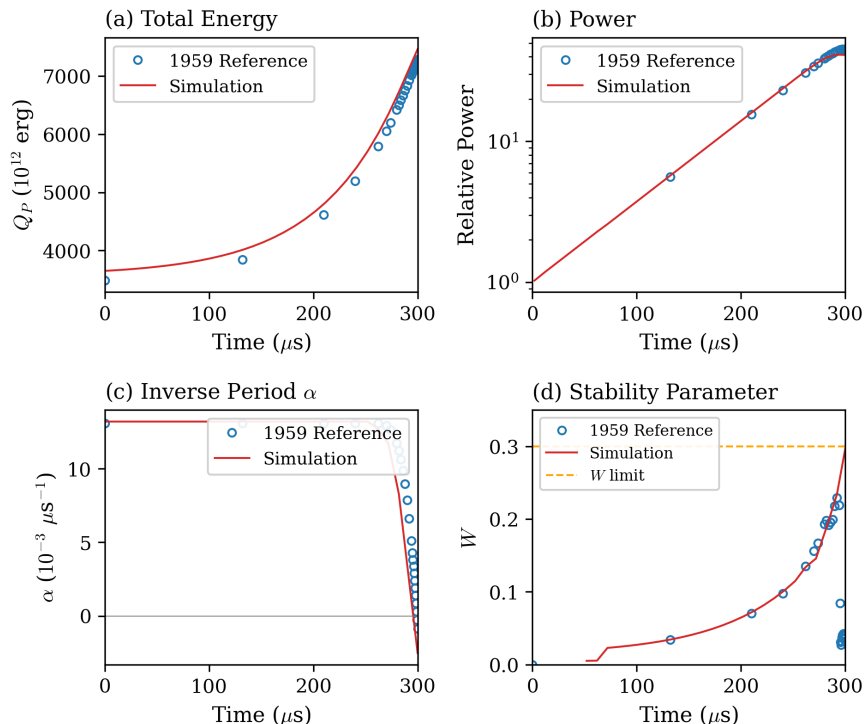 (a) Total Energy
1959 Reference
Simulation
7000
6000
5000
4000
Q_P (10^12 erg)
0 100 200 300
Time (μs)
(b) Power
1959 Reference
Simulation
10^1
10^0
Relative Power
0 100 200 300
Time (μs)
(c) Inverse Period α
1959 Reference
Simulation
10
5
0
α (10^−3 μs^−1)
0 100 200 300
Time (μs)
(d) Stability Parameter
1959 Reference
Simulation
W limit
0.3
0.2
0.1
0.0
W
0 100 200 300
Time (μs)